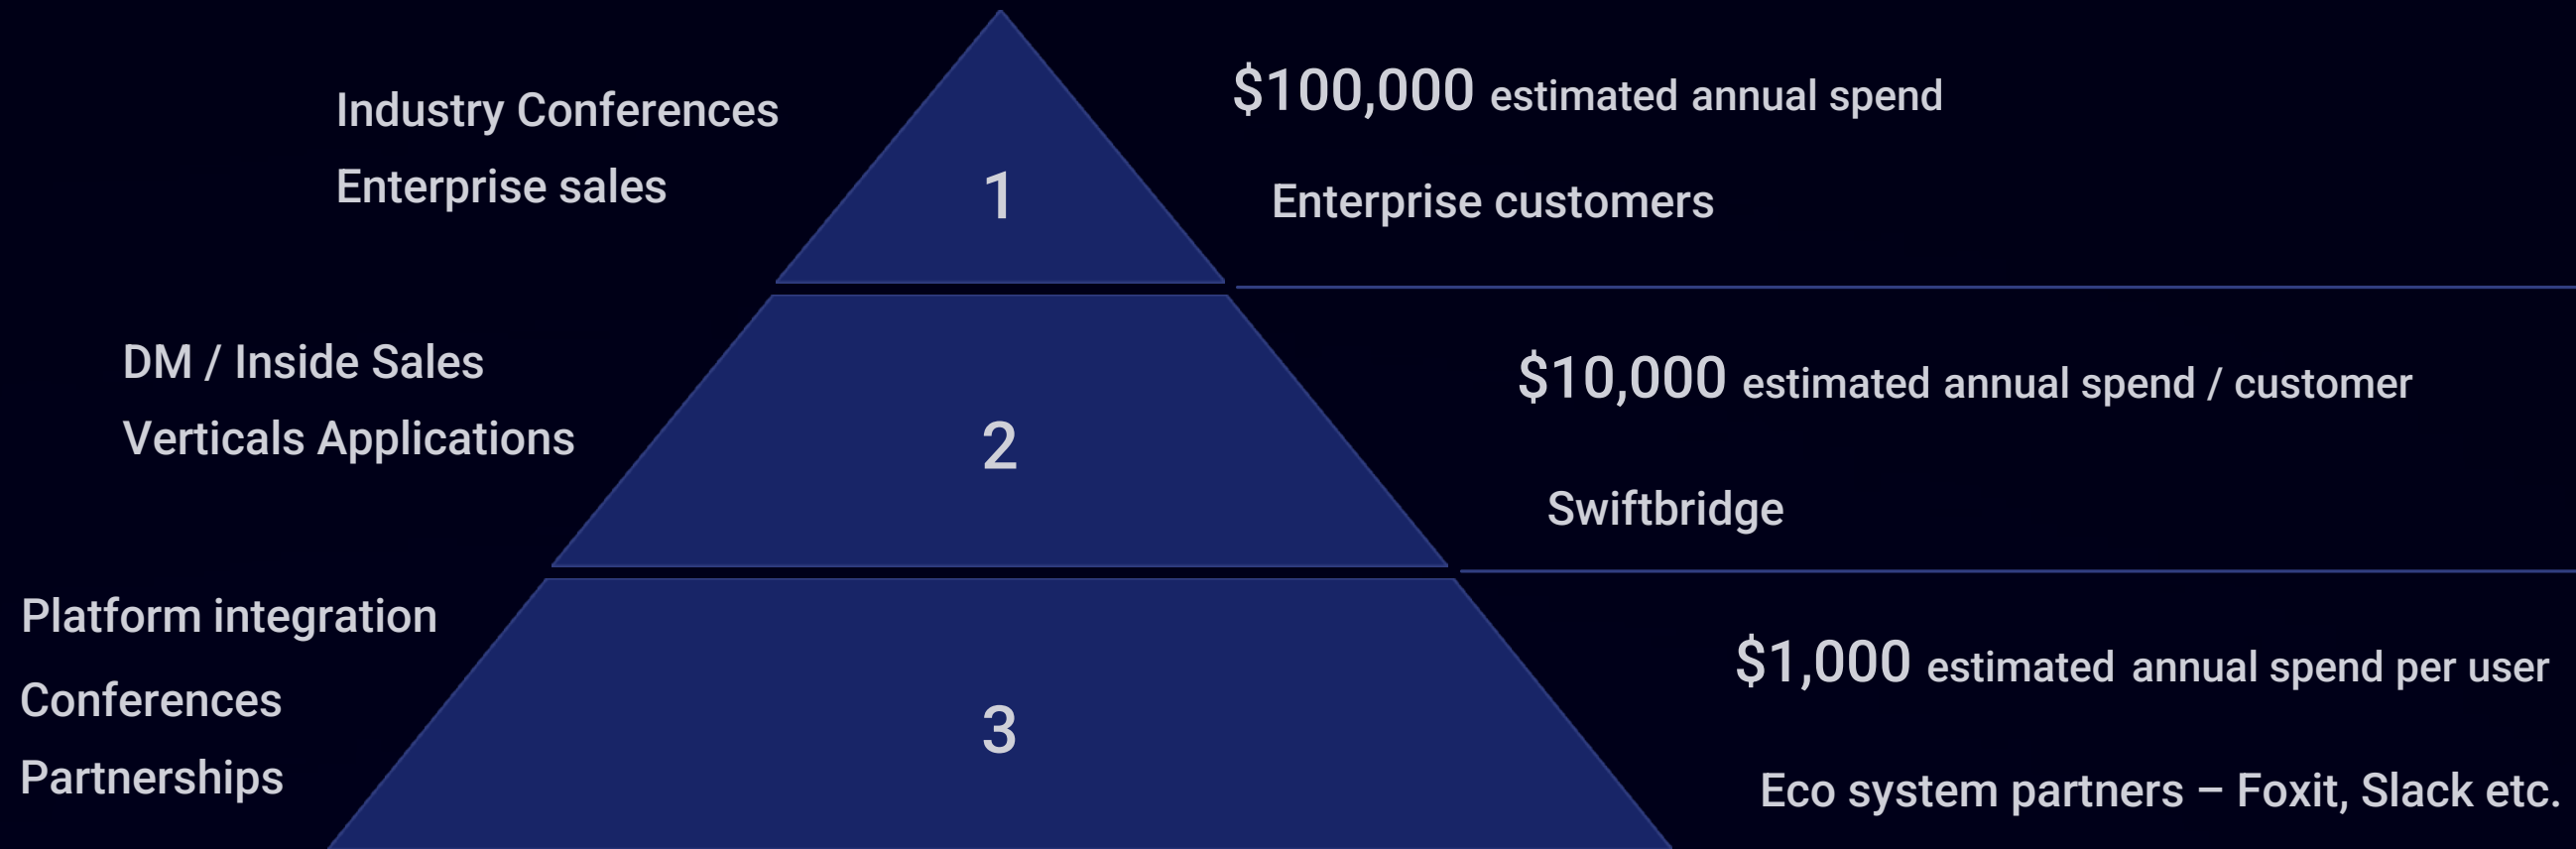 Industry Conferences
Enterprise sales
1
$100,000 estimated annual spend
Enterprise customers
DM / Inside Sales
Verticals Applications
2
$10,000 estimated annual spend / customer
Swiftbridge
Platform integration
Conferences
Partnerships
3
$1,000 estimated annual spend per user
Eco system partners – Foxit, Slack etc.